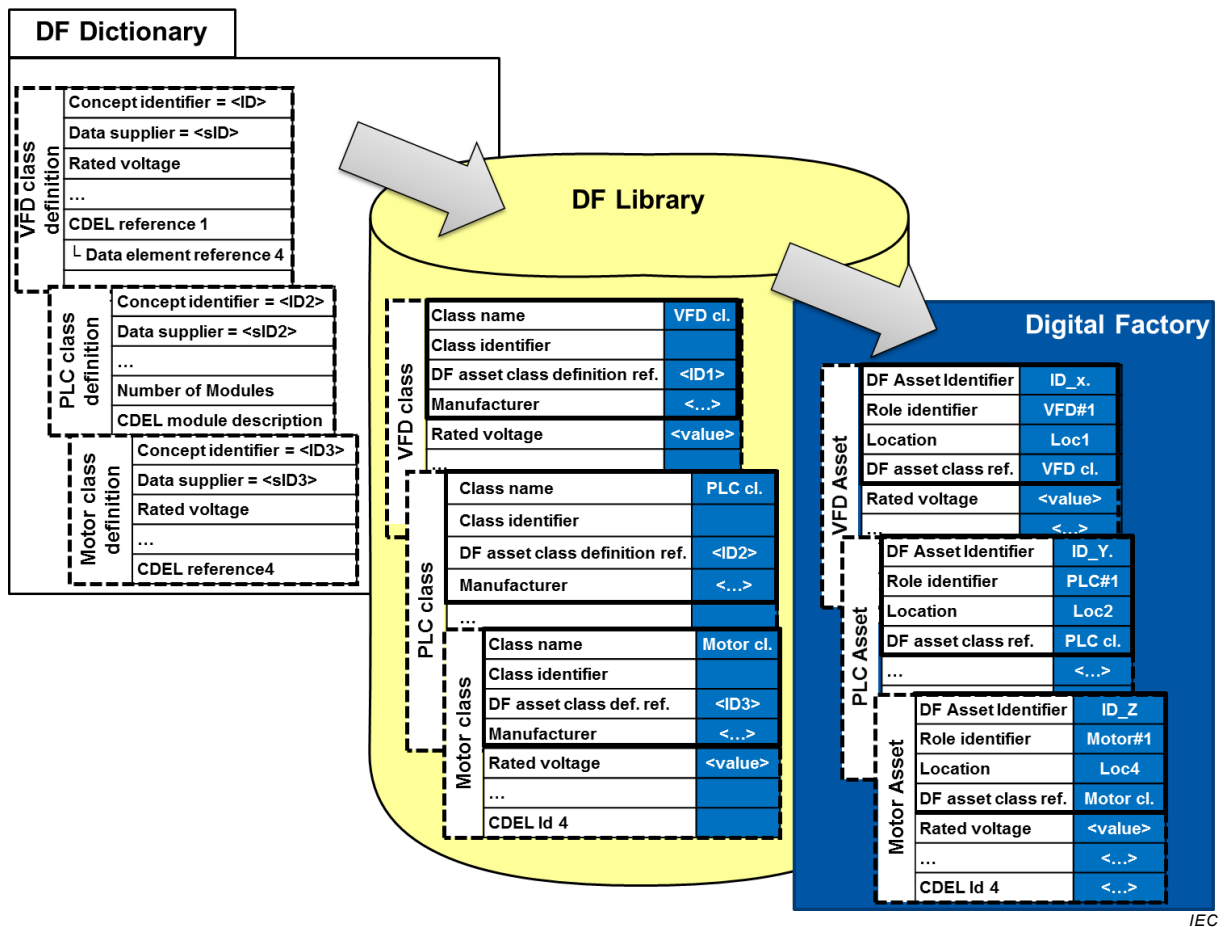 DF Dictionary
VFD class
definition
Concept identifier = <ID>
Data supplier = <sID>
Rated voltage
...
CDEL reference 1
└ Data element reference 4
PLC class
definition
Concept identifier = <ID2>
Data supplier = <sID2>
...
Number of Modules
CDEL module description
Motor class
definition
Concept identifier = <ID3>
Data supplier = <sID3>
Rated voltage
...
CDEL reference4
DF Library
VFD class
Class name VFD cl.
Class identifier
DF asset class definition ref. <ID1>
Manufacturer <...>
Rated voltage <value>
...
PLC class
Class name PLC cl.
Class identifier
DF asset class definition ref. <ID2>
Manufacturer <...>
...
Motor class
Class name Motor cl.
Class identifier
DF asset class def. ref. <ID3>
Manufacturer <...>
Rated voltage <value>
...
CDEL Id 4
Digital Factory
VFD Asset
DF Asset Identifier ID_x.
Role identifier VFD#1
Location Loc1
DF asset class ref. VFD cl.
Rated voltage <value>
... <...>
PLC Asset
DF Asset Identifier ID_Y.
Role identifier PLC#1
Location Loc2
DF asset class ref. PLC cl.
... <...>
Motor Asset
DF Asset Identifier ID_Z
Role identifier Motor#1
Location Loc4
DF asset class ref. Motor cl.
Rated voltage <value>
... <...>
CDEL Id 4 <...>
IEC